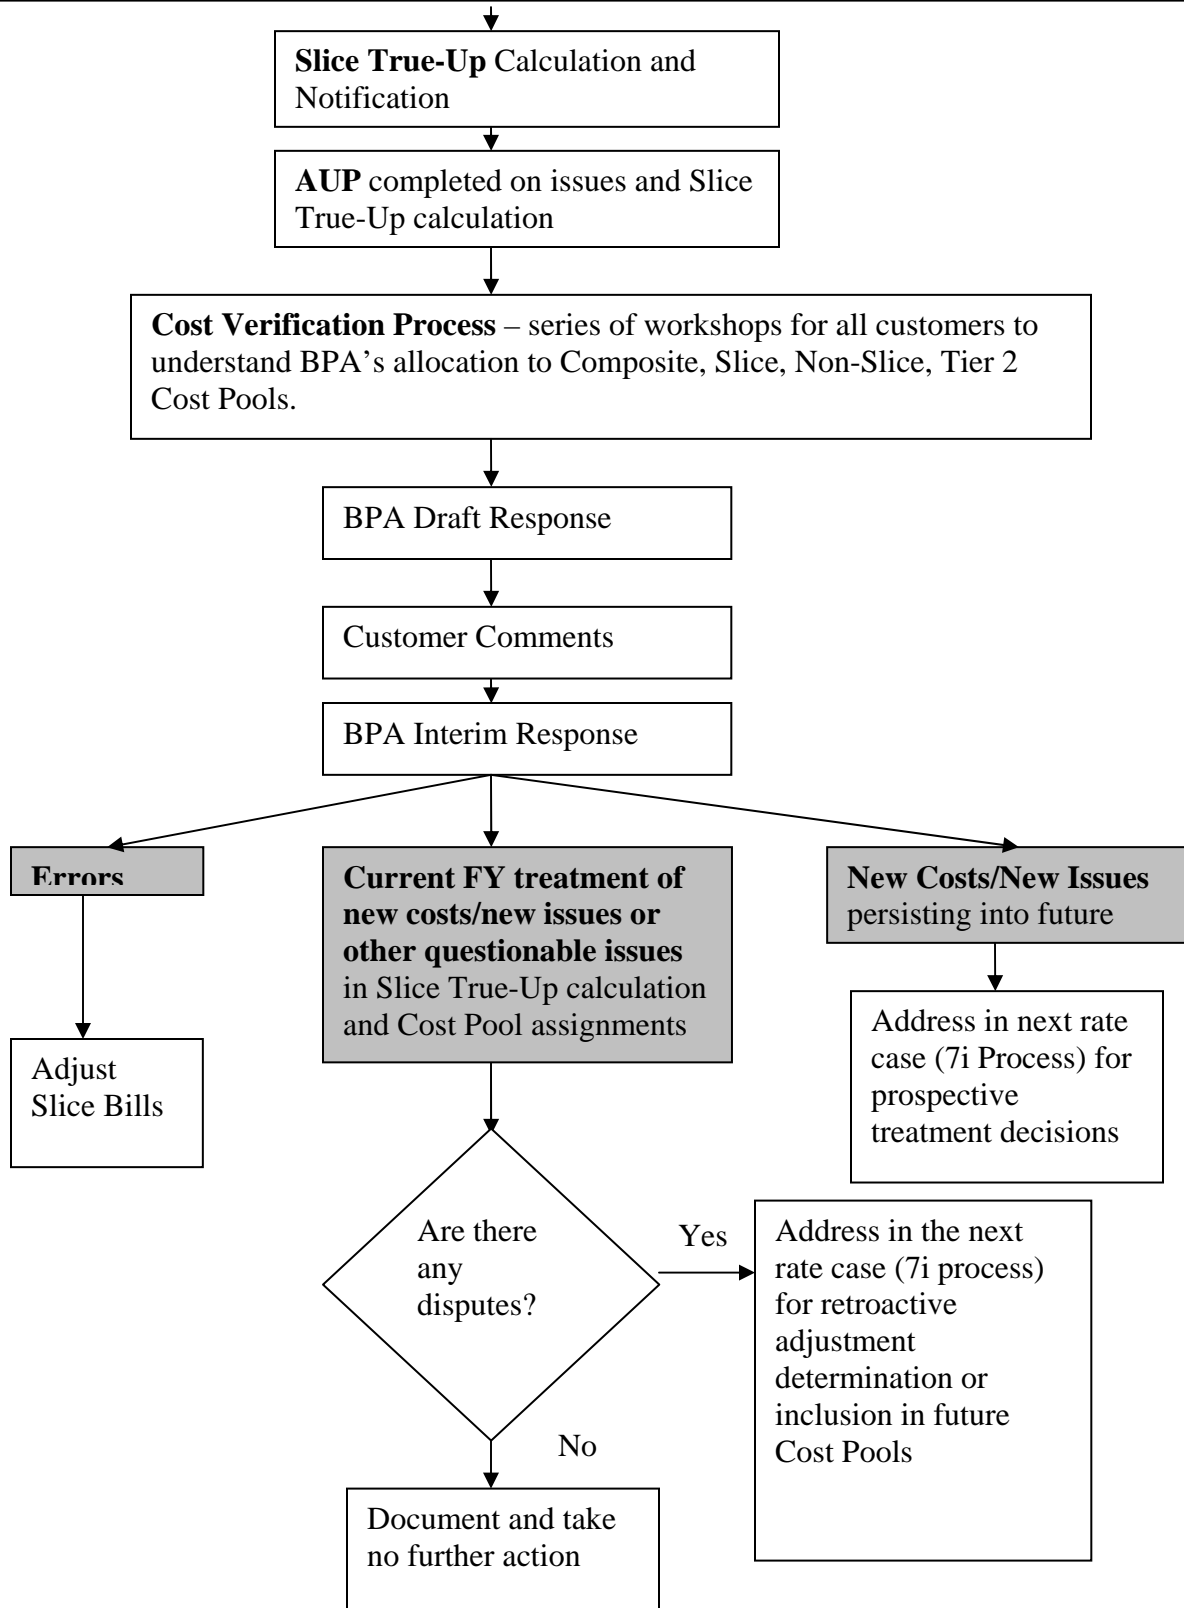 Slice True-Up Calculation and
Notification
AUP completed on issues and Slice
True-Up calculation
Cost Verification Process – series of workshops for all customers to
understand BPA’s allocation to Composite, Slice, Non-Slice, Tier 2
Cost Pools.
BPA Draft Response
Customer Comments
BPA Interim Response
Errors
Current FY treatment of
new costs/new issues or
other questionable issues
in Slice True-Up calculation
and Cost Pool assignments
New Costs/New Issues
persisting into future
Adjust
Slice Bills
Address in next rate
case (7i Process) for
prospective
treatment decisions
Are there
any
disputes?
Yes
Address in the next
rate case (7i process)
for retroactive
adjustment
determination or
inclusion in future
Cost Pools
No
Document and take
no further action